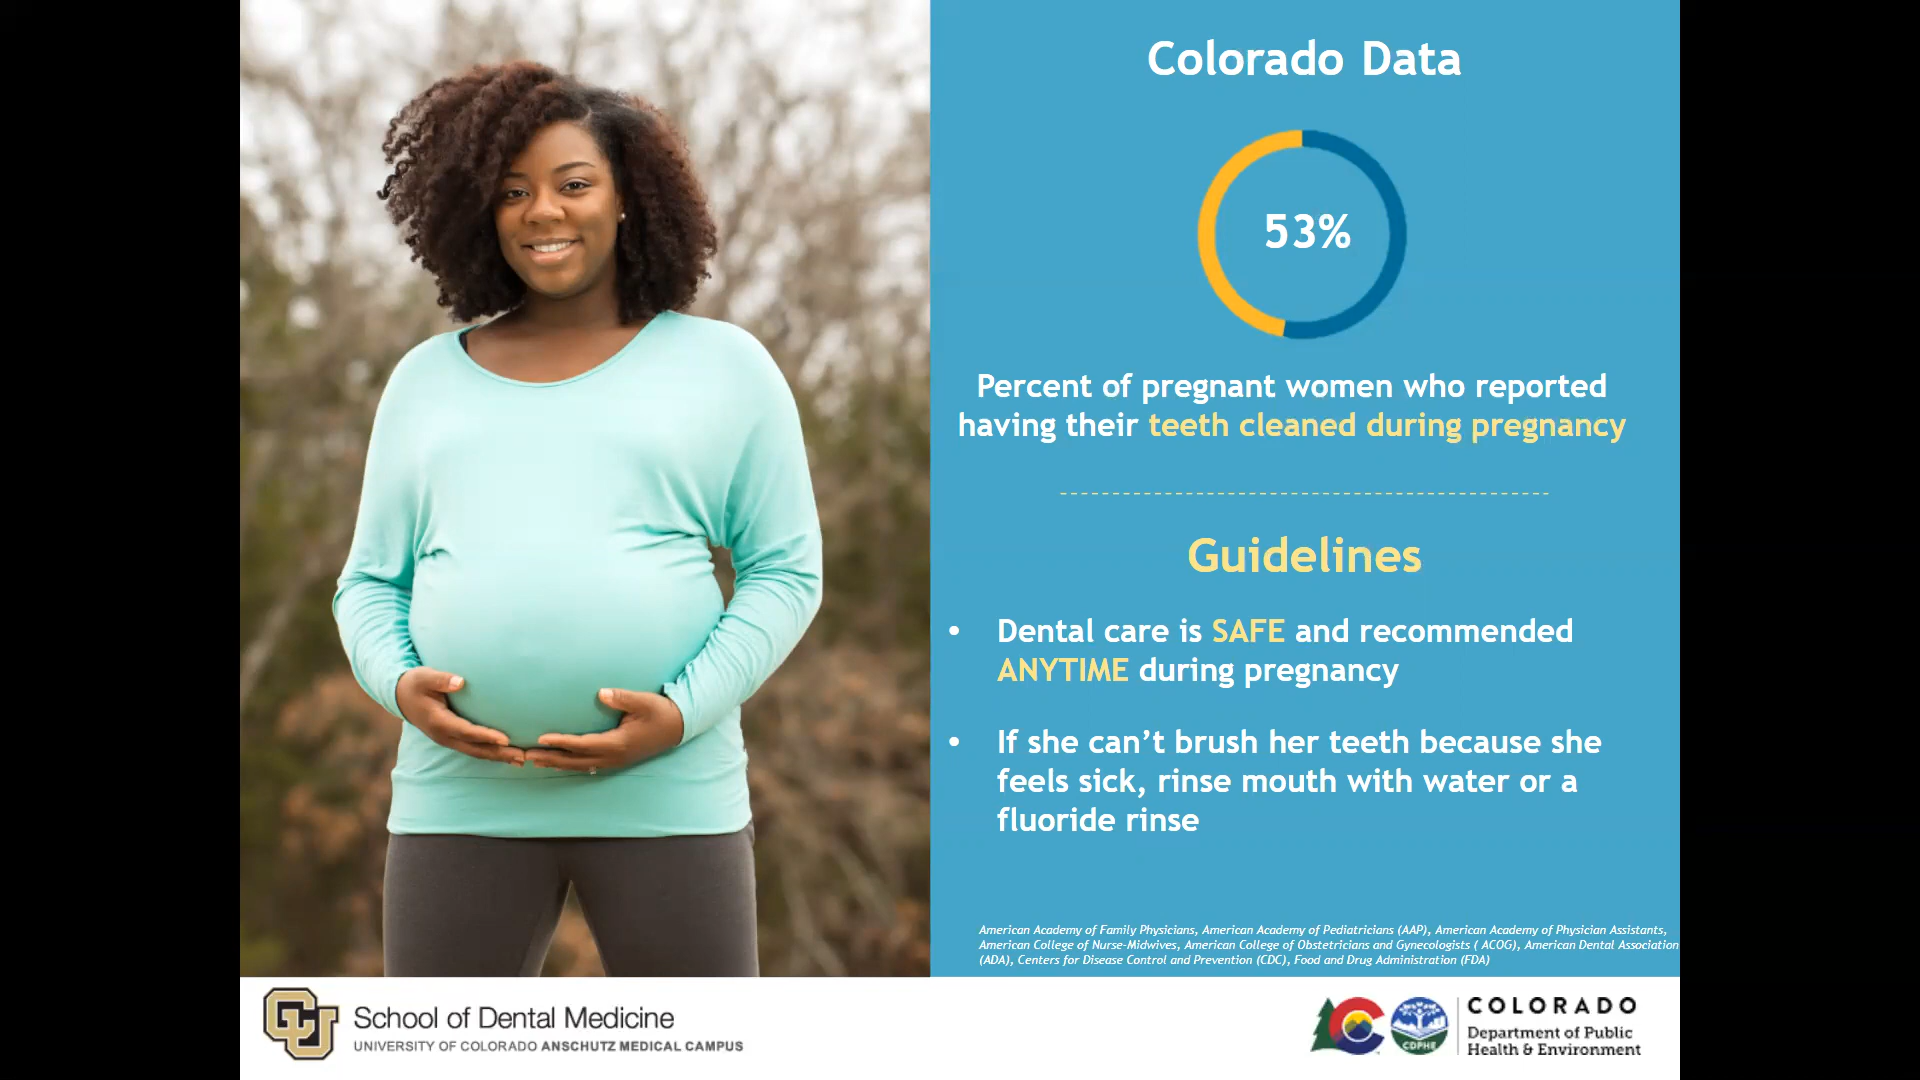 Colorado Data
53%
Percent of pregnant women who reported
having their teeth cleaned during pregnancy
Guidelines
• Dental care is SAFE and recommended
ANYTIME during pregnancy
• If she can’t brush her teeth because she
feels sick, rinse mouth with water or a
fluoride rinse
American Academy of Family Physicians, American Academy of Pediatricians (AAP), American Academy of Physician Assistants,
American College of Nurse-Midwives, American College of Obstetricians and Gynecologists ( ACOG), American Dental Association
(ADA), Centers for Disease Control and Prevention (CDC), Food and Drug Administration (FDA)
CU
School of Dental Medicine
UNIVERSITY OF COLORADO ANSCHUTZ MEDICAL CAMPUS
C
CDPHE
COLORADO
Department of Public
Health & Environment